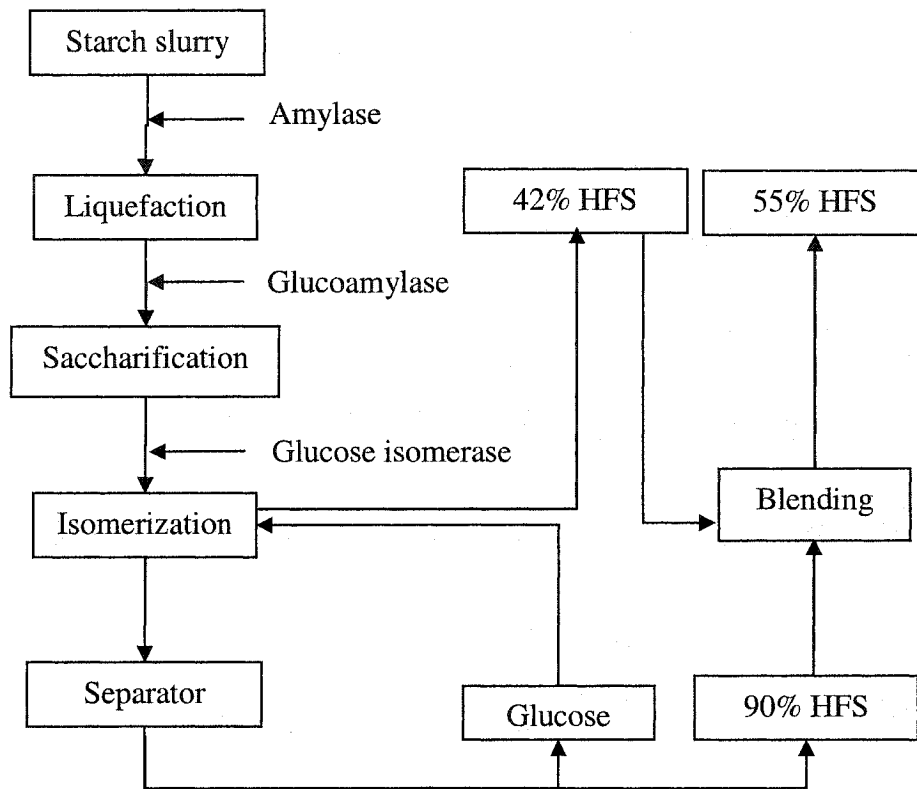 Starch slurry
Amylase
Liquefaction
42% HFS
55% HFS
Glucoamylase
Saccharification
Glucose isomerase
Isomerization
Blending
Separator
Glucose
90% HFS